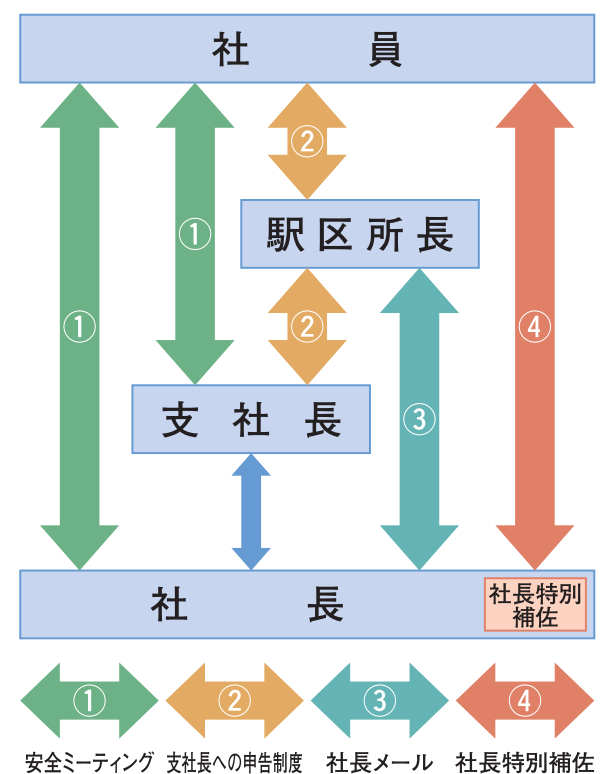 社員
②
①
駅区所長
①
②
④
支社長
③
社長
社長特別
補佐
① ② ③ ④
安全ミーティング 支社長への申告制度 社長メール 社長特別補佐